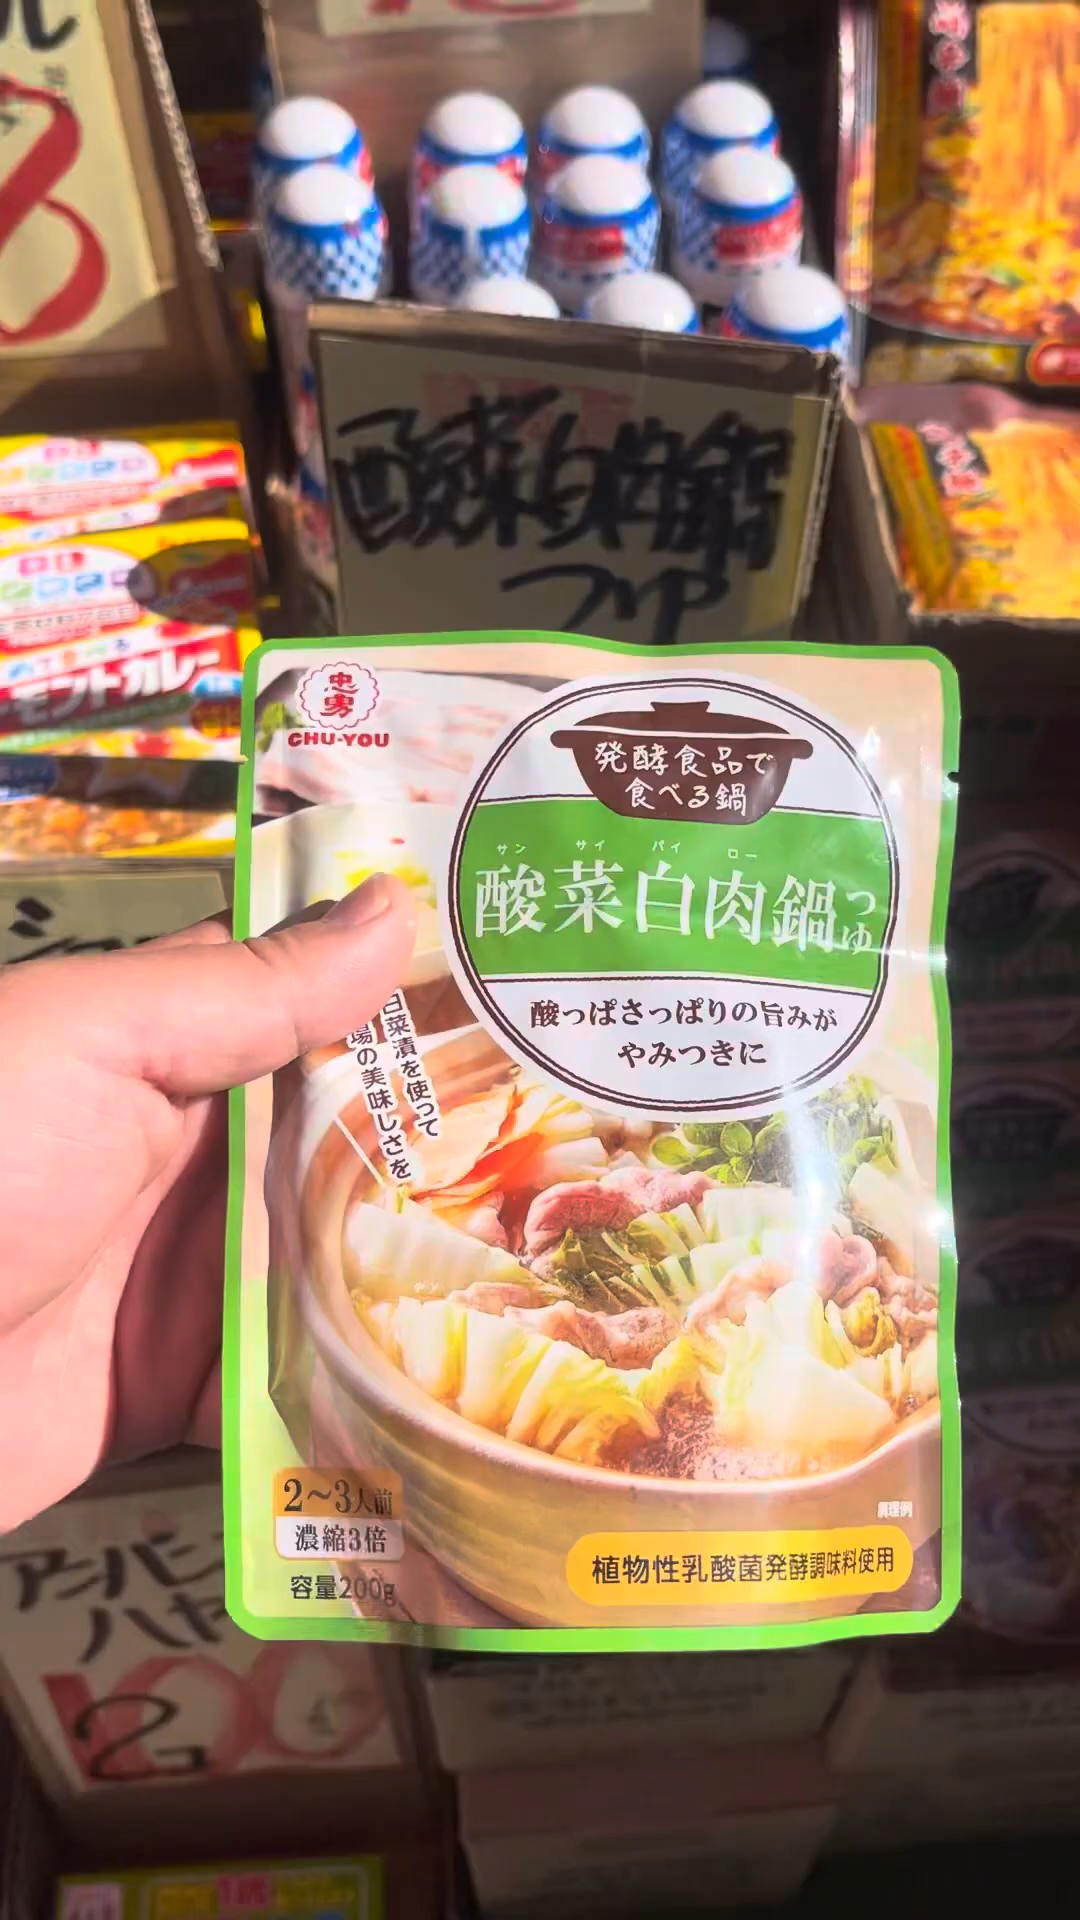 酸菜白肉鍋
つゆ
忠勇
CHU-YOU
発酵食品で
食べる鍋
サン サイ パイ ロー
酸菜白肉鍋つゆ
酸っぱさっぱりの旨みが
やみつきに
白菜漬を使って
場の美味しさを
2〜3人前
濃縮3倍
容量200g
調理例
植物性乳酸菌発酵調味料使用
モントカレー
2コ
100